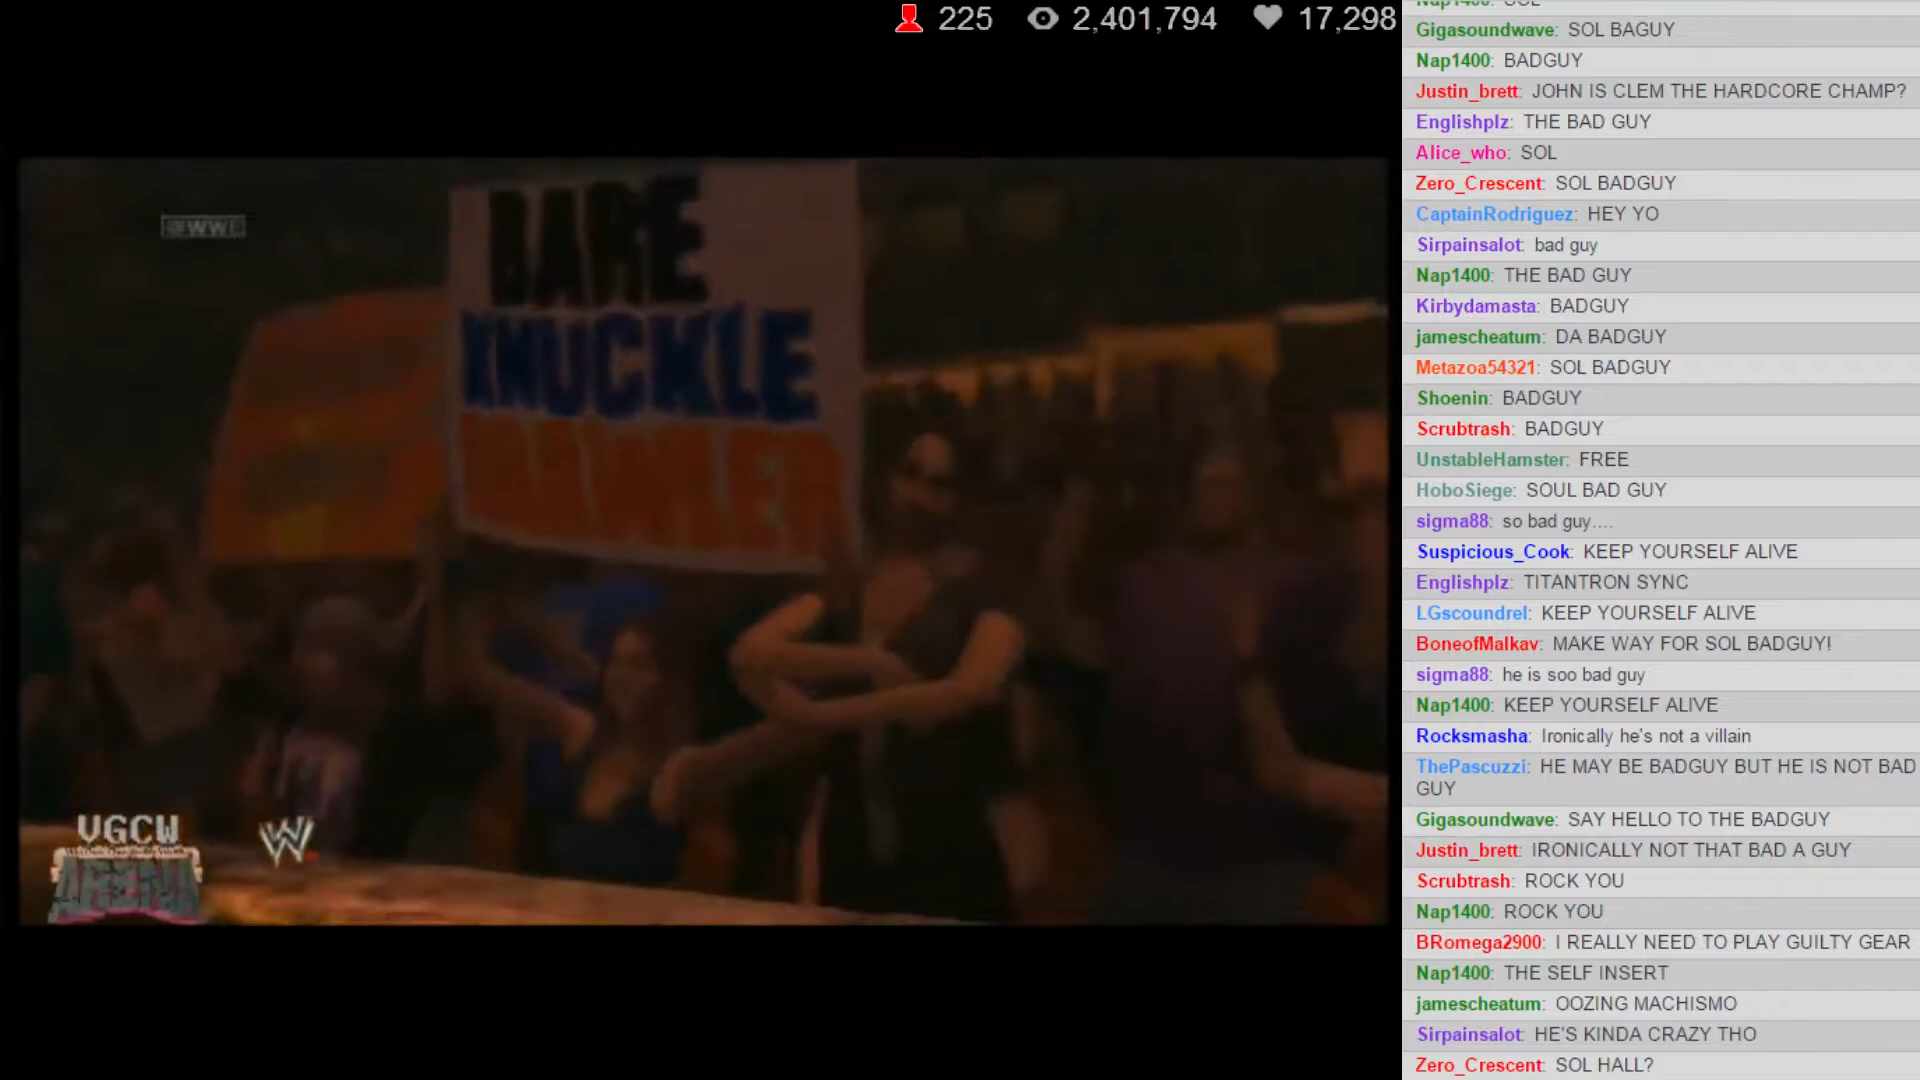 225 2,401,794 17,298
@WWE
BARE
KNUCKLE
BRAWLER
VGCW
W
Nap1400: SOL
Gigasoundwave: SOL BAGUY
Nap1400: BADGUY
Justin_brett: JOHN IS CLEM THE HARDCORE CHAMP?
Englishplz: THE BAD GUY
Alice_who: SOL
Zero_Crescent: SOL BADGUY
CaptainRodriguez: HEY YO
Sirpainsalot: bad guy
Nap1400: THE BAD GUY
Kirbydamasta: BADGUY
jamescheatum: DA BADGUY
Metazoa54321: SOL BADGUY
Shoenin: BADGUY
Scrubtrash: BADGUY
UnstableHamster: FREE
HoboSiege: SOUL BAD GUY
sigma88: so bad guy....
Suspicious_Cook: KEEP YOURSELF ALIVE
Englishplz: TITANTRON SYNC
LGscoundrel: KEEP YOURSELF ALIVE
BoneofMalkav: MAKE WAY FOR SOL BADGUY!
sigma88: he is soo bad guy
Nap1400: KEEP YOURSELF ALIVE
Rocksmasha: Ironically he's not a villain
ThePascuzzi: HE MAY BE BADGUY BUT HE IS NOT BAD
GUY
Gigasoundwave: SAY HELLO TO THE BADGUY
Justin_brett: IRONICALLY NOT THAT BAD A GUY
Scrubtrash: ROCK YOU
Nap1400: ROCK YOU
BRomega2900: I REALLY NEED TO PLAY GUILTY GEAR
Nap1400: THE SELF INSERT
jamescheatum: OOZING MACHISMO
Sirpainsalot: HE'S KINDA CRAZY THO
Zero_Crescent: SOL HALL?